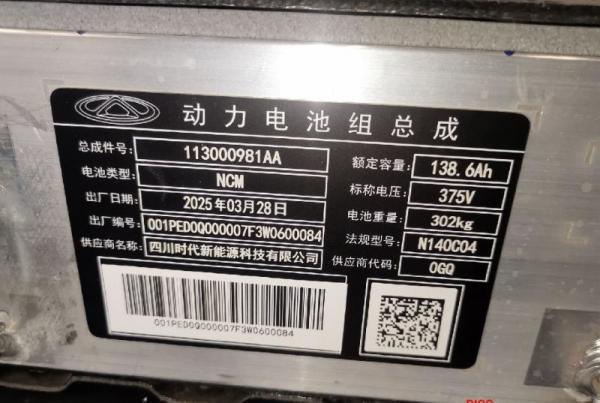 动力电池组总成
总成件号: 113000981AA
电池类型: NCM
出厂日期: 2025年03月28日
出厂编号: 001PED0Q000007F3W0600084
供应商名称: 四川时代新能源科技有限公司
额定容量: 138.6Ah
标称电压: 375V
电池重量: 302kg
法规型号: N140C04
供应商代码: 0GQ
001PED0Q000007F3W0600084